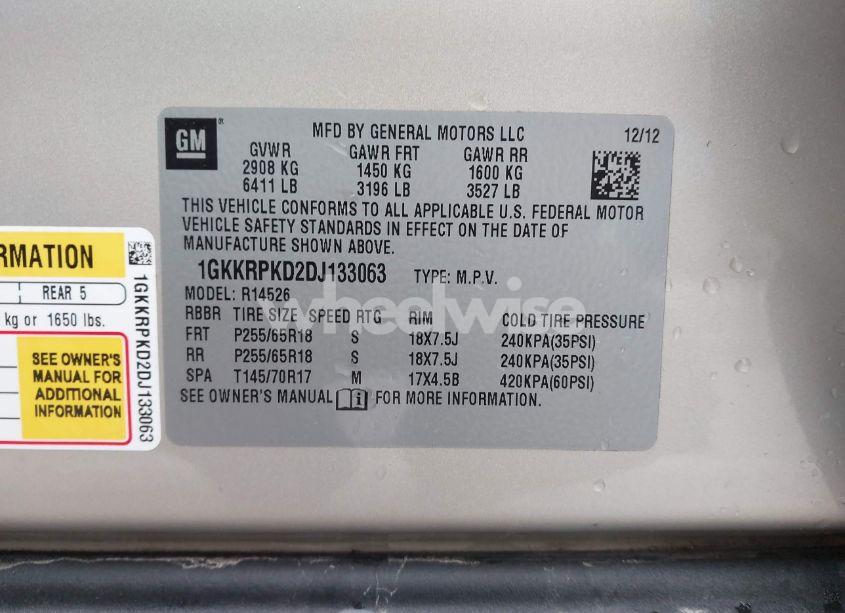 GM
MFD BY GENERAL MOTORS LLC 12/12
GVWR GAWR FRT GAWR RR
2908 KG 1450 KG 1600 KG
6411 LB 3196 LB 3527 LB
THIS VEHICLE CONFORMS TO ALL APPLICABLE U.S. FEDERAL MOTOR
VEHICLE SAFETY STANDARDS IN EFFECT ON THE DATE OF
MANUFACTURE SHOWN ABOVE.
1GKKRPKD2DJ133063 TYPE: M.P.V.
MODEL: R14526
RBBR TIRE SIZE SPEED RTG RIM COLD TIRE PRESSURE
FRT P255/65R18 S 18X7.5J 240KPA(35PSI)
RR P255/65R18 S 18X7.5J 240KPA(35PSI)
SPA T145/70R17 M 17X4.5B 420KPA(60PSI)
SEE OWNER'S MANUAL FOR MORE INFORMATION.
wheelwise
RMATION
REAR 5
kg or 1650 lbs.
SEE OWNER'S
MANUAL FOR
ADDITIONAL
INFORMATION
1GKKRPKD2DJ133063